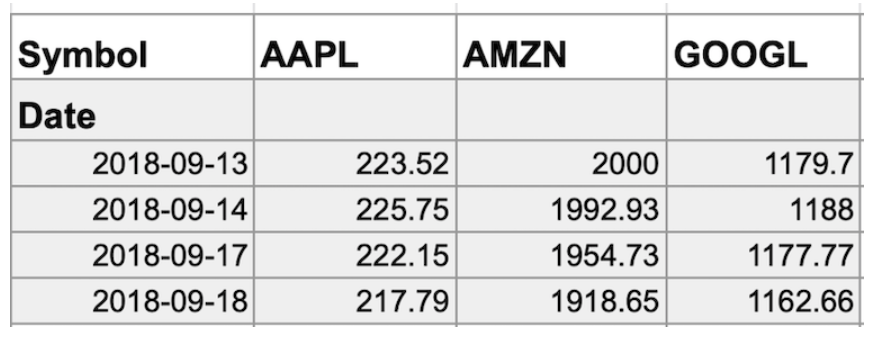 Symbol AAPL AMZN GOOGL
Date
2018-09-13 223.52 2000 1179.7
2018-09-14 225.75 1992.93 1188
2018-09-17 222.15 1954.73 1177.77
2018-09-18 217.79 1918.65 1162.66